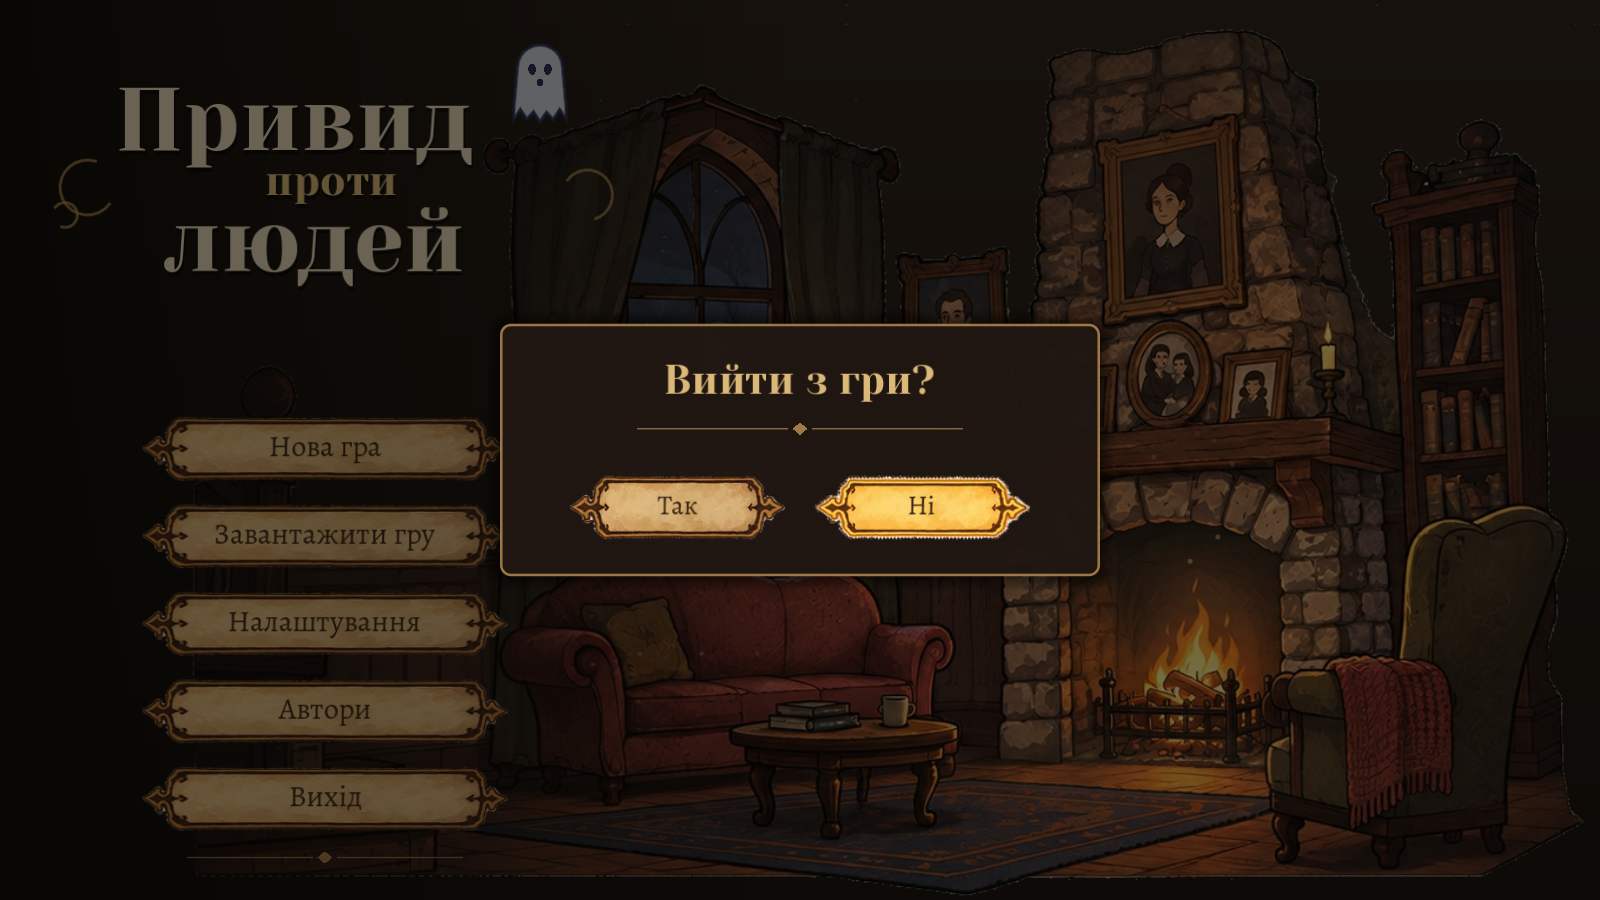 Привид
проти
людей
Вийти з гри?
Так
Ні
Нова гра
Завантажити гру
Налаштування
Автори
Вихід